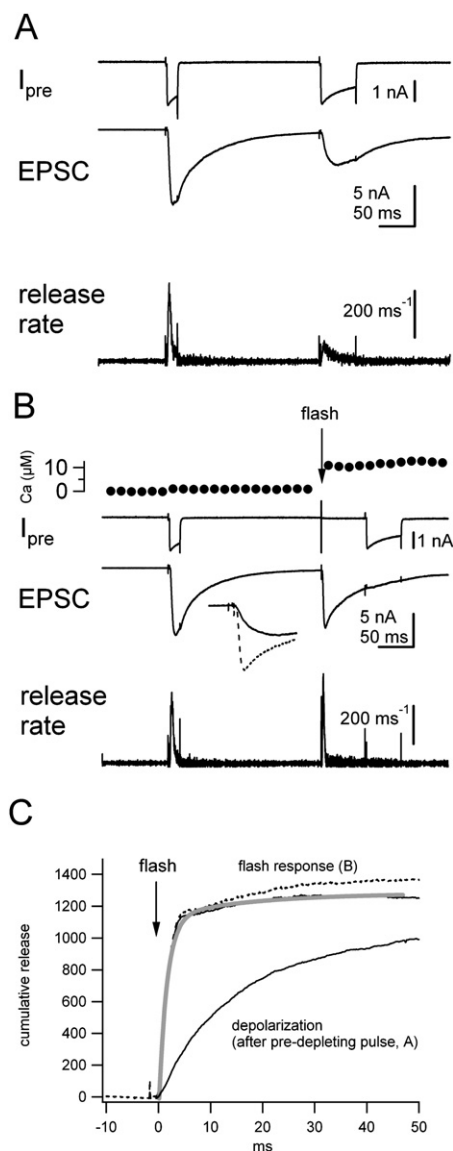 A
I pre
1 nA
EPSC
5 nA
50 ms
release
rate
200 ms-1
B
flash
Ca (µM)
10
0
I pre
1 nA
EPSC
5 nA
50 ms
release
rate
200 ms-1
C
flash
flash response (B)
depolarization
(after pre-depleting pulse, A)
cumulative release
1400
1200
1000
800
600
400
200
0
-10 0 10 20 30 40 50
ms